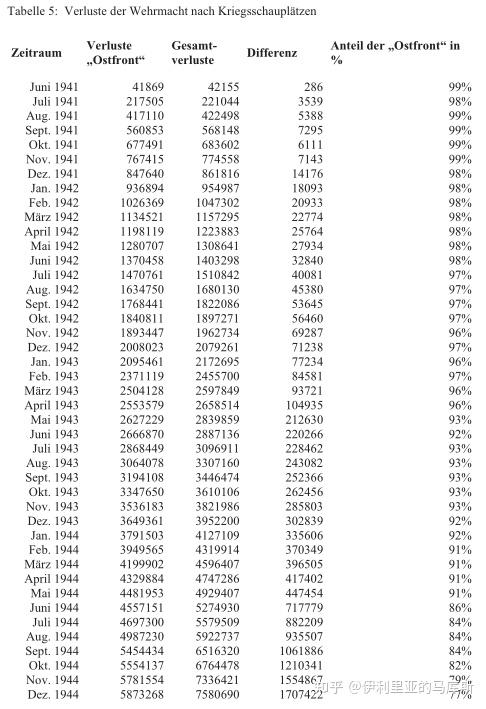 Tabelle 5: Verluste der Wehrmacht nach Kriegsschauplätzen
Zeitraum Verluste „Ostfront“ Gesamt-verluste Differenz Anteil der „Ostfront“ in %
Juni 1941 41869 42155 286 99%
Juli 1941 217505 221044 3539 98%
Aug. 1941 417110 422498 5388 99%
Sept. 1941 560853 568148 7295 99%
Okt. 1941 677491 683602 6111 99%
Nov. 1941 767415 774558 7143 99%
Dez. 1941 847640 861816 14176 98%
Jan. 1942 936894 954987 18093 98%
Feb. 1942 1026369 1047302 20933 98%
März 1942 1134521 1157295 22774 98%
April 1942 1198119 1223883 25764 98%
Mai 1942 1280707 1308641 27934 98%
Juni 1942 1370458 1403298 32840 98%
Juli 1942 1470761 1510842 40081 97%
Aug. 1942 1634750 1680130 45380 97%
Sept. 1942 1768441 1822086 53645 97%
Okt. 1942 1840811 1897271 56460 97%
Nov. 1942 1893447 1962734 69287 96%
Dez. 1942 2008023 2079261 71238 97%
Jan. 1943 2095461 2172695 77234 96%
Feb. 1943 2371119 2455700 84581 97%
März 1943 2504128 2597849 93721 96%
April 1943 2553579 2658514 104935 96%
Mai 1943 2627229 2839859 212630 93%
Juni 1943 2666870 2887136 220266 92%
Juli 1943 2868449 3096911 228462 93%
Aug. 1943 3064078 3307160 243082 93%
Sept. 1943 3194108 3446474 252366 93%
Okt. 1943 3347650 3610106 262456 93%
Nov. 1943 3536183 3821986 285803 93%
Dez. 1943 3649361 3952200 302839 92%
Jan. 1944 3791503 4127109 335606 92%
Feb. 1944 3949565 4319914 370349 91%
März 1944 4199902 4596407 396505 91%
April 1944 4329884 4747286 417402 91%
Mai 1944 4481953 4929407 447454 91%
Juni 1944 4557151 5274930 717779 86%
Juli 1944 4697300 5579509 882209 84%
Aug. 1944 4987230 5922737 935507 84%
Sept. 1944 5454434 6516320 1061886 84%
Okt. 1944 5554137 6764478 1210341 82%
Nov. 1944 5781554 7336421 1554867 79%
Dez. 1944 5873268 7580690 1707422 77%
知乎 @伊利里亚的马尿所